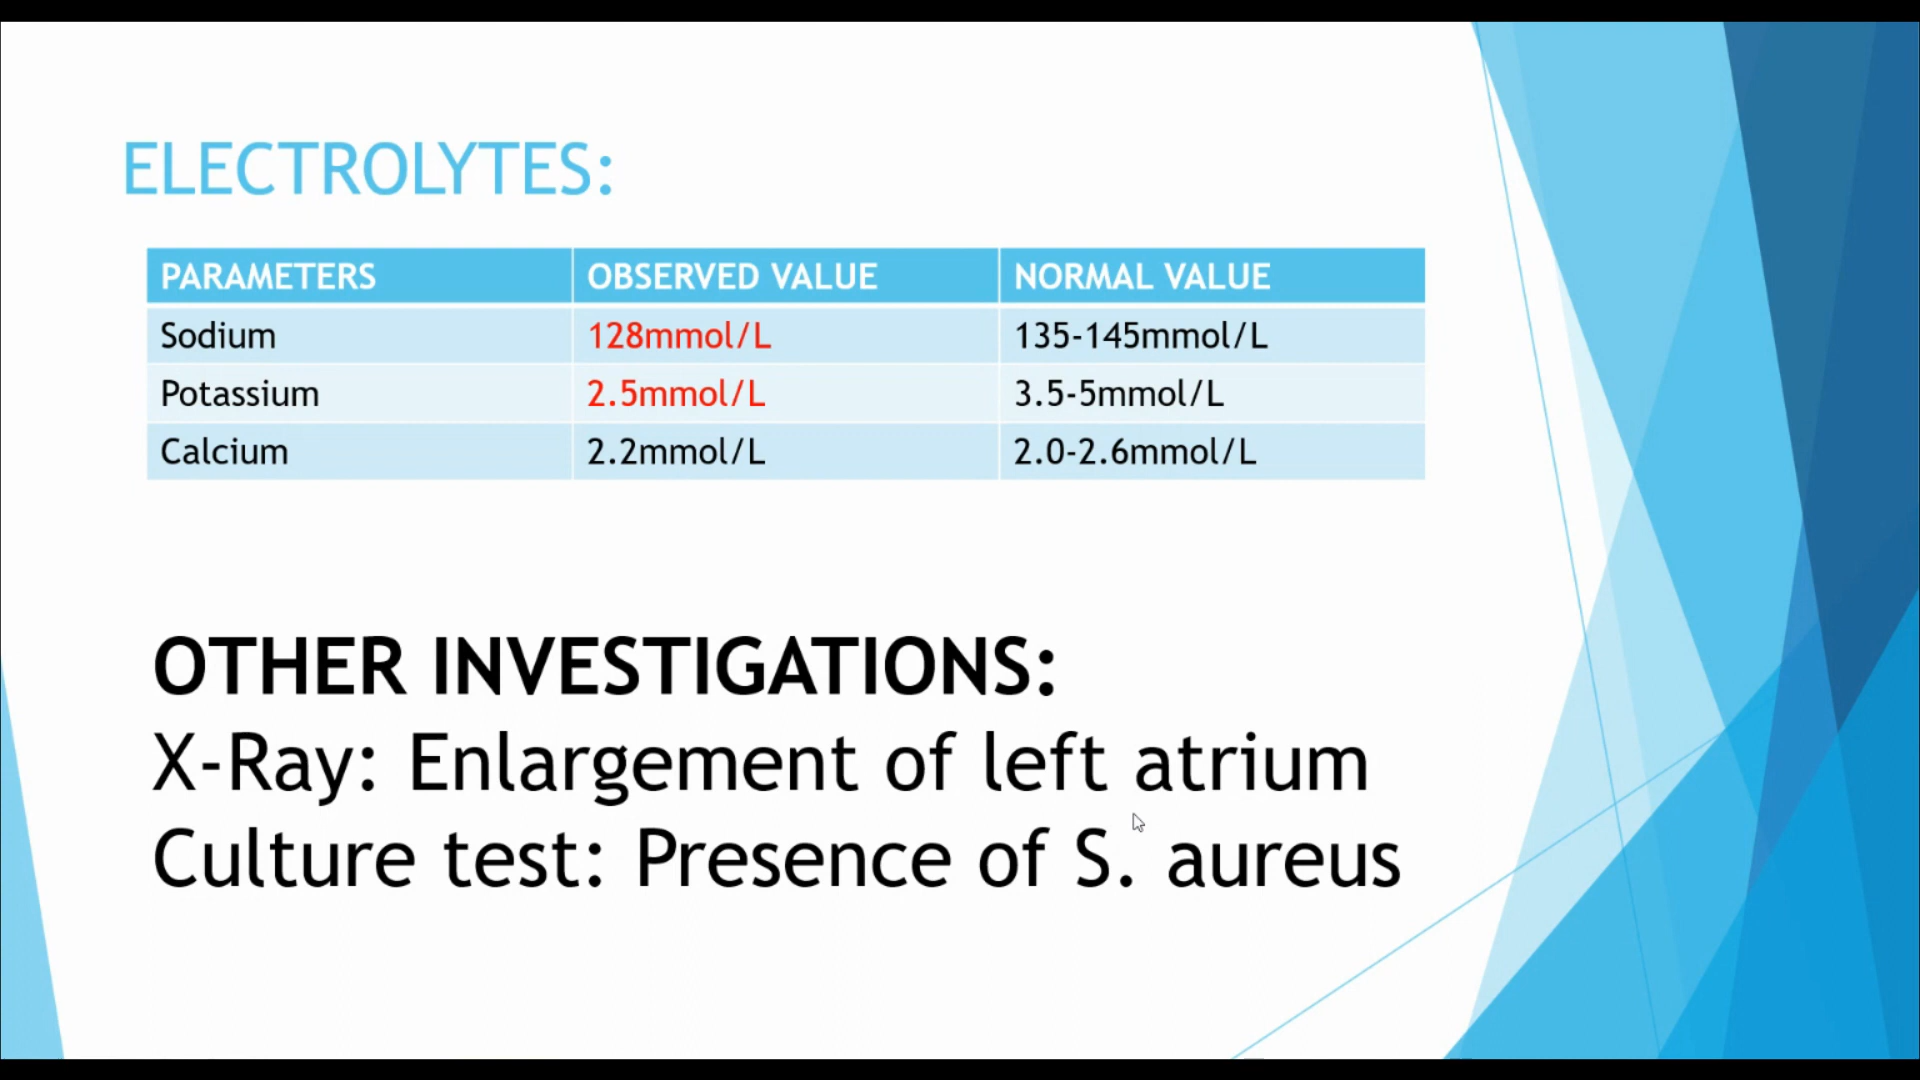 ELECTROLYTES:
PARAMETERS OBSERVED VALUE NORMAL VALUE
Sodium 128mmol/L 135-145mmol/L
Potassium 2.5mmol/L 3.5-5mmol/L
Calcium 2.2mmol/L 2.0-2.6mmol/L
OTHER INVESTIGATIONS:
X-Ray: Enlargement of left atrium
Culture test: Presence of S. aureus